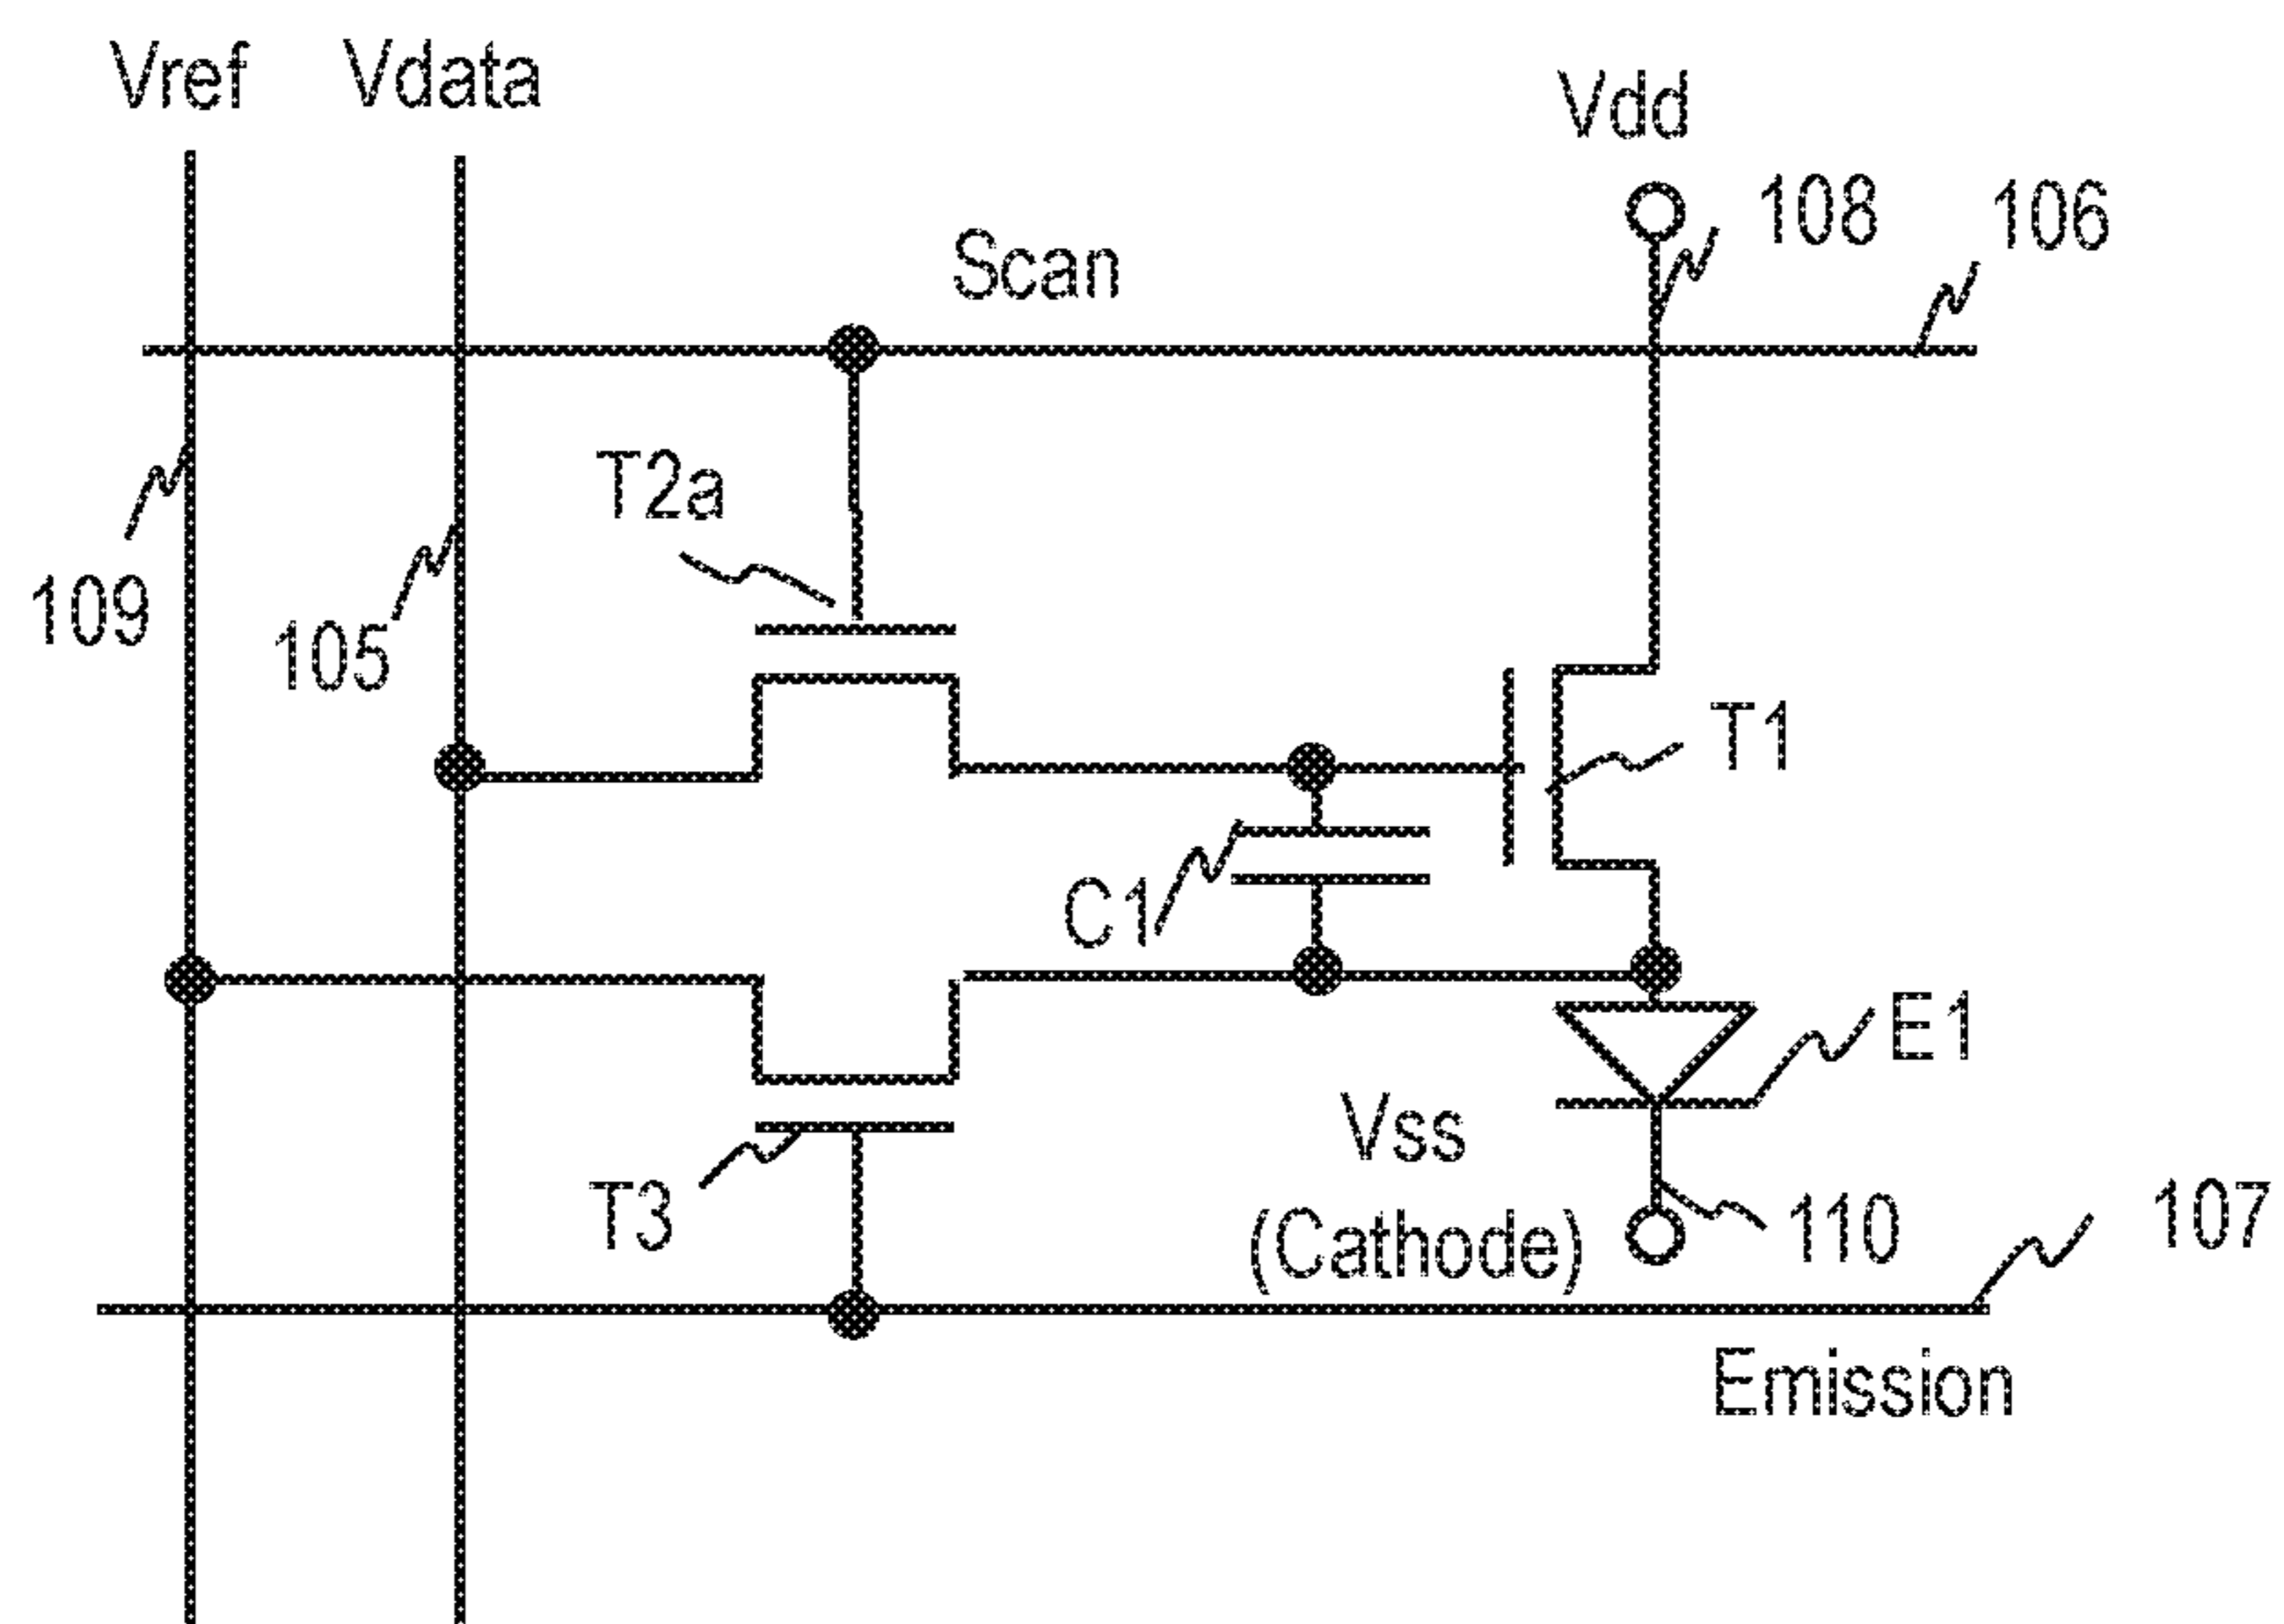 Vref
Vdata
Vdd
108
106
Scan
T2a
109
105
T1
C1
E1
Vss
(Cathode)
T3
110
107
Emission